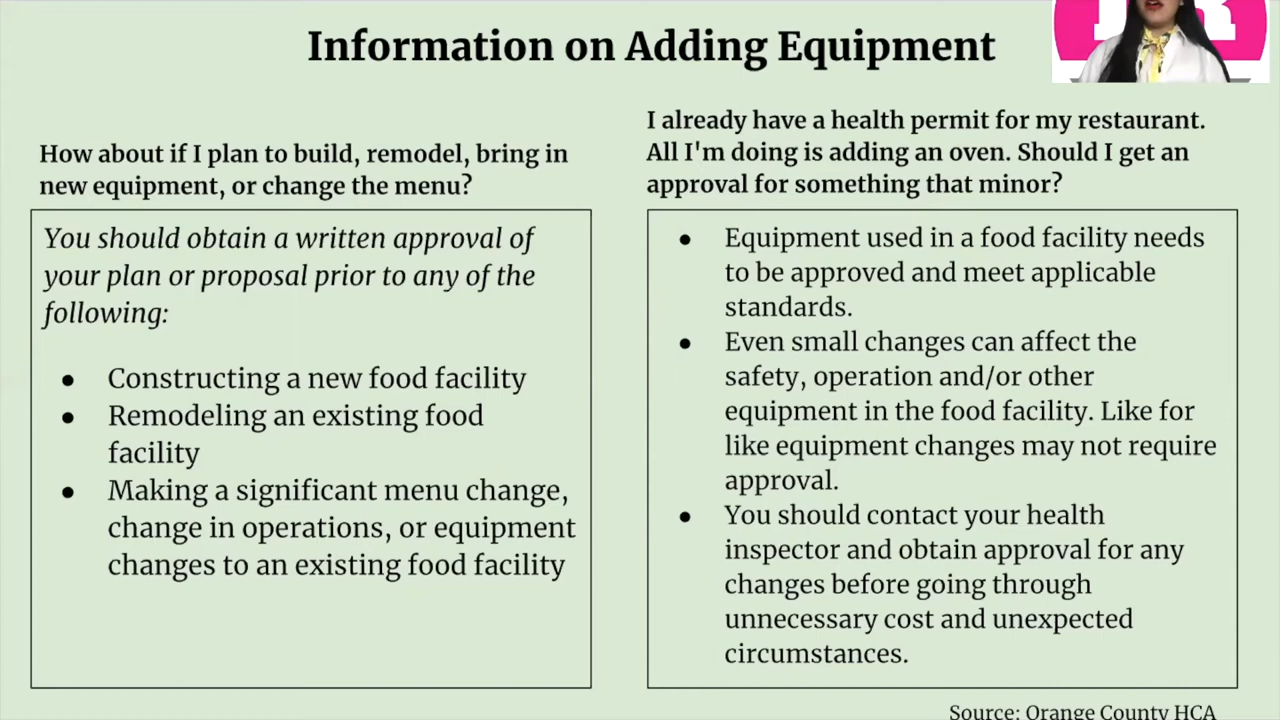 Information on Adding Equipment
How about if I plan to build, remodel, bring in
new equipment, or change the menu?
You should obtain a written approval of
your plan or proposal prior to any of the
following:
● Constructing a new food facility
● Remodeling an existing food
facility
● Making a significant menu change,
change in operations, or equipment
changes to an existing food facility
I already have a health permit for my restaurant.
All I'm doing is adding an oven. Should I get an
approval for something that minor?
● Equipment used in a food facility needs
to be approved and meet applicable
standards.
● Even small changes can affect the
safety, operation and/or other
equipment in the food facility. Like for
like equipment changes may not require
approval.
● You should contact your health
inspector and obtain approval for any
changes before going through
unnecessary cost and unexpected
circumstances.
Source: Orange County HCA